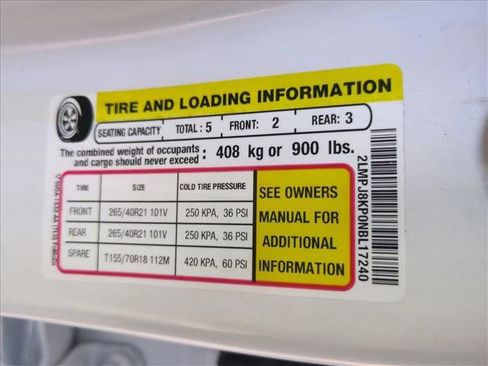 TIRE AND LOADING INFORMATION
SEATING CAPACITY TOTAL: 5 FRONT: 2 REAR: 3
The combined weight of occupants and cargo should never exceed: 408 kg or 900 lbs.
TIRE SIZE COLD TIRE PRESSURE
FRONT 265/40R21 101V 250 KPA, 36 PSI
REAR 265/40R21 101V 250 KPA, 36 PSI
SPARE T155/70R18 112M 420 KPA, 60 PSI
SEE OWNERS
MANUAL FOR
ADDITIONAL
INFORMATION
2LMPJ8KP0NBL17240